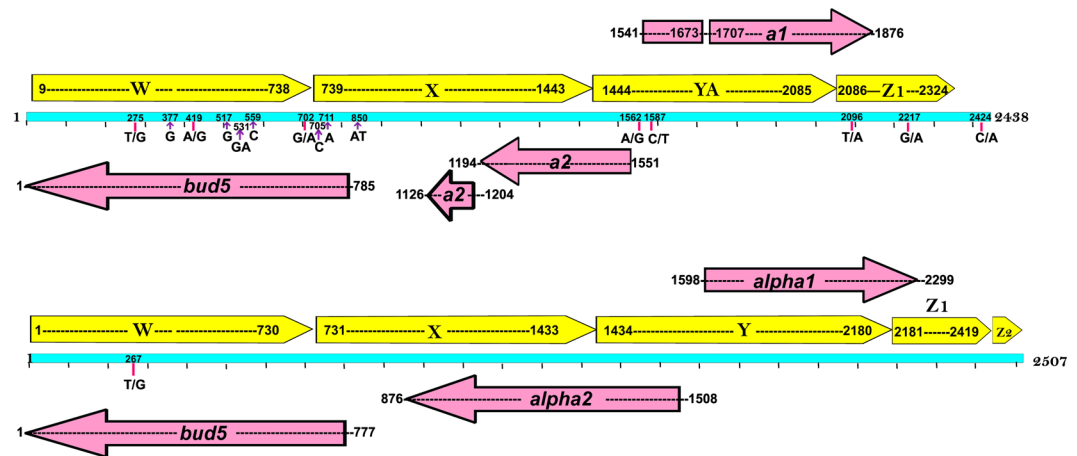 1541 1673 1707 a1 1876
9 W 738 739 X 1443 1444 YA 2085 2086 Z1 2324
1 275 377 419 517 531 559 702 705 711 850 1562 1587 2096 2217 2424 2438
T/G G A/G G GA C G/A C A AT A/G C/T T/A G/A C/A
1194 a2 1551
1 bud5 785 1126 a2 1204
1598 alpha1 2299
Z1
1 W 730 731 X 1433 1434 Y 2180 2181 2419 Z2
1 267 2507
T/G
876 alpha2 1508
1 bud5 777